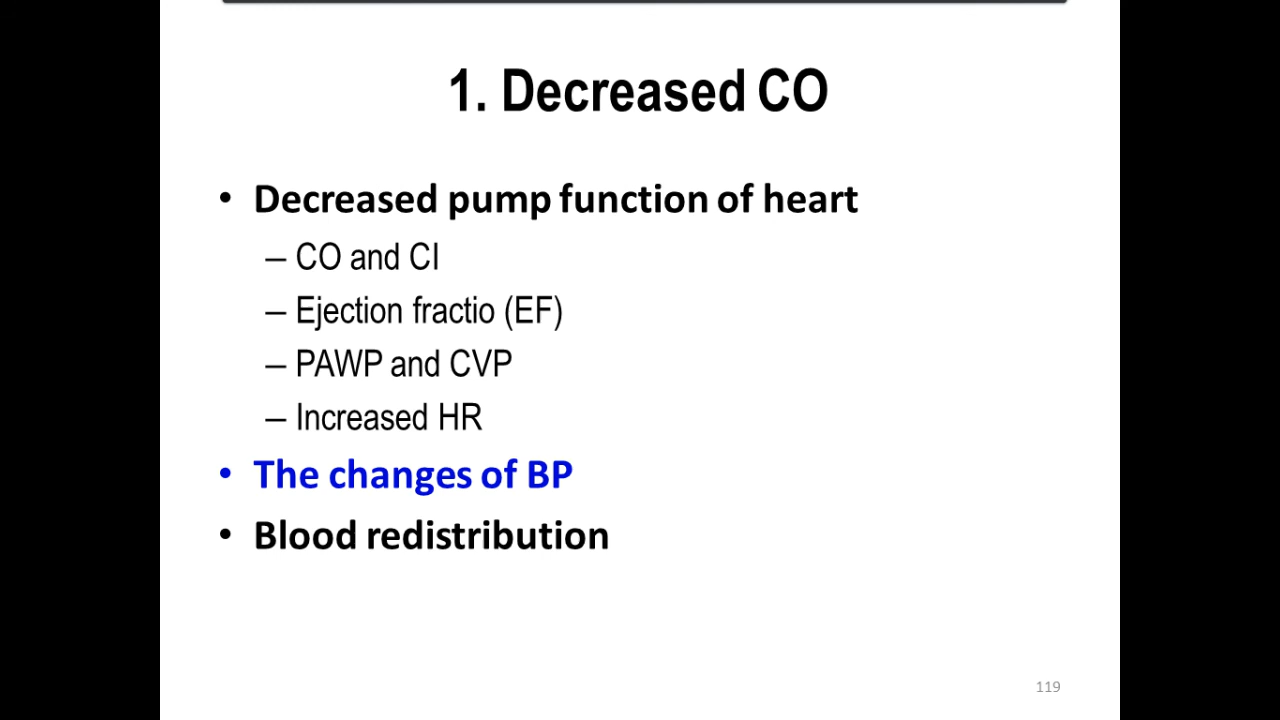 1. Decreased CO
• Decreased pump function of heart
– CO and CI
– Ejection fractio (EF)
– PAWP and CVP
– Increased HR
• The changes of BP
• Blood redistribution
119